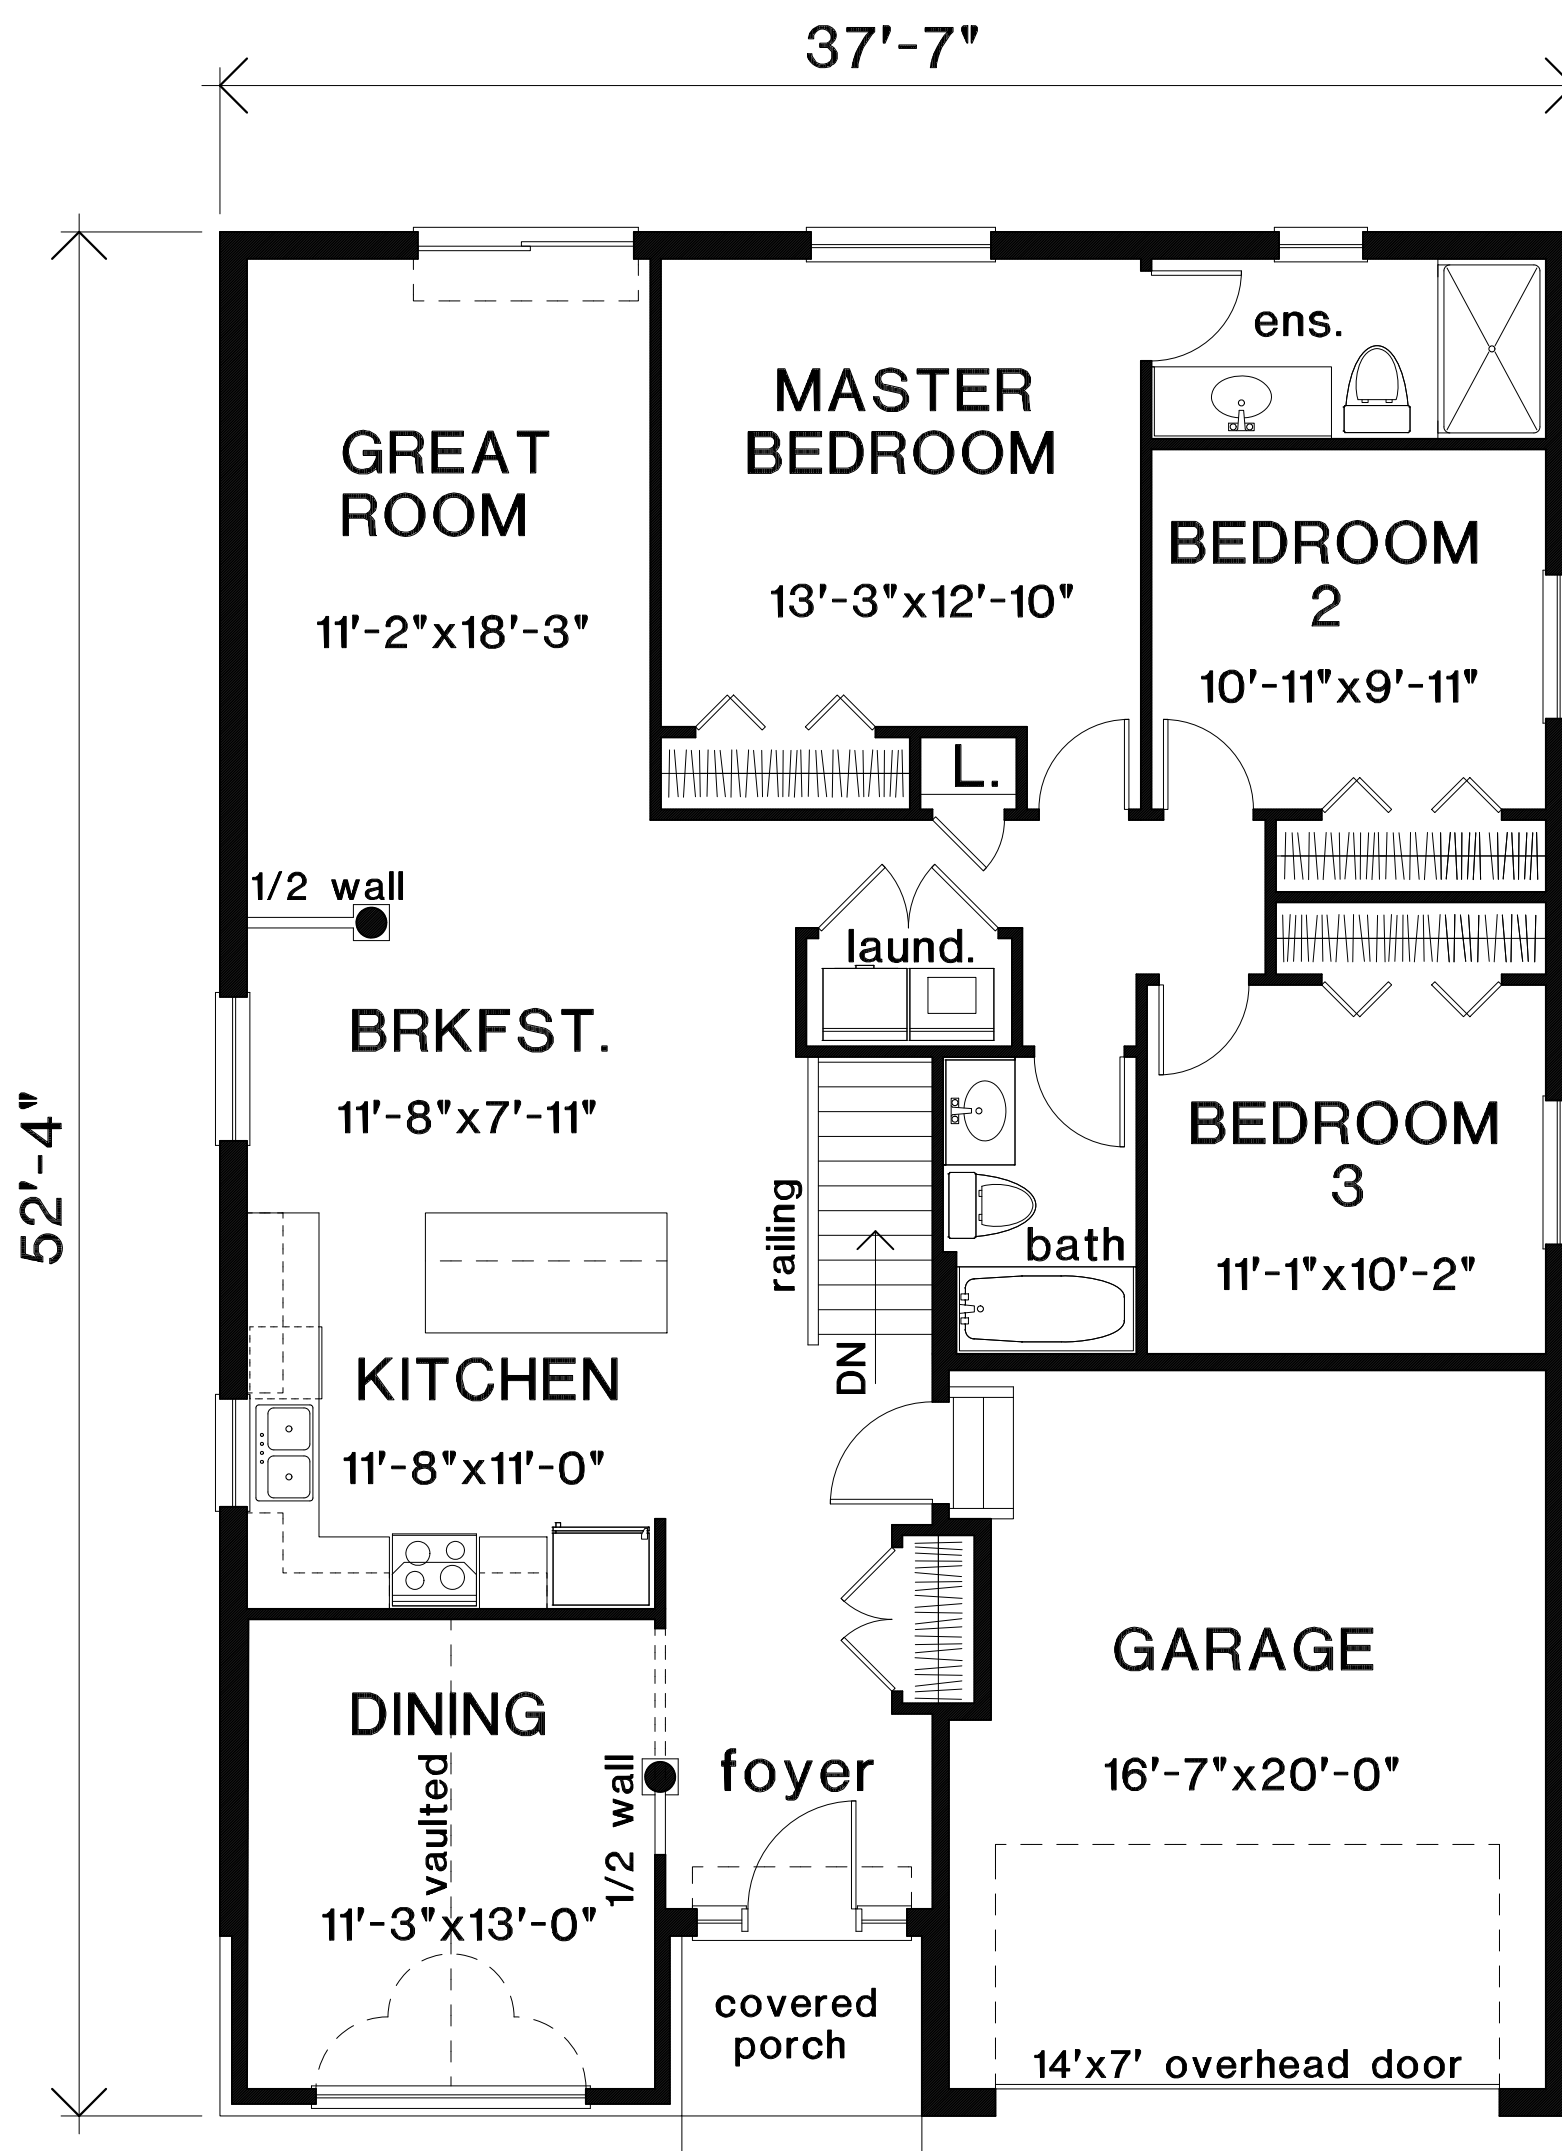 37'-7"
52'-4"
GREAT
ROOM
11'-2"x18'-3"
MASTER
BEDROOM
13'-3"x12'-10"
ens.
BEDROOM
2
10'-11"x9'-11"
L.
1/2 wall
laund.
BRKFST.
11'-8"x7'-11"
railing
DN
bath
BEDROOM
3
11'-1"x10'-2"
KITCHEN
11'-8"x11'-0"
DINING
vaulted
11'-3"x13'-0"
1/2 wall
foyer
GARAGE
16'-7"x20'-0"
covered
porch
14'x7' overhead door